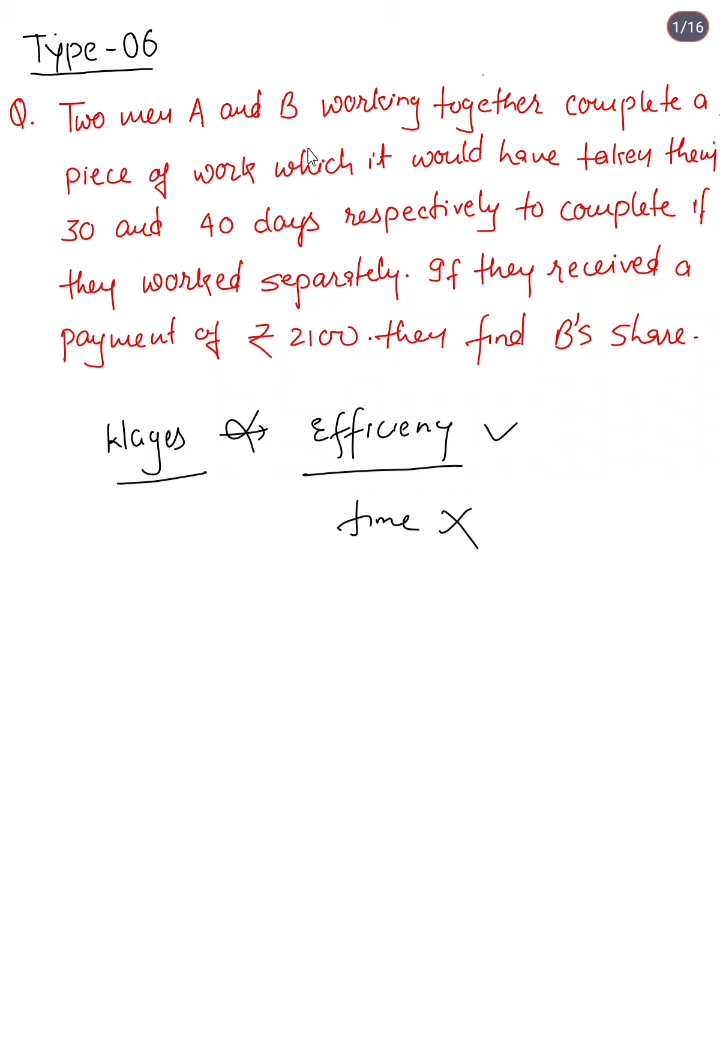 1/16
Type-06
Q. Two men A and B working together complete a
piece of work which it would have taken them
30 and 40 days respectively to complete if
they worked separately. If they received a
payment of ₹ 2100. they find B's share.
Wages ∝ Efficieny ✓
time X